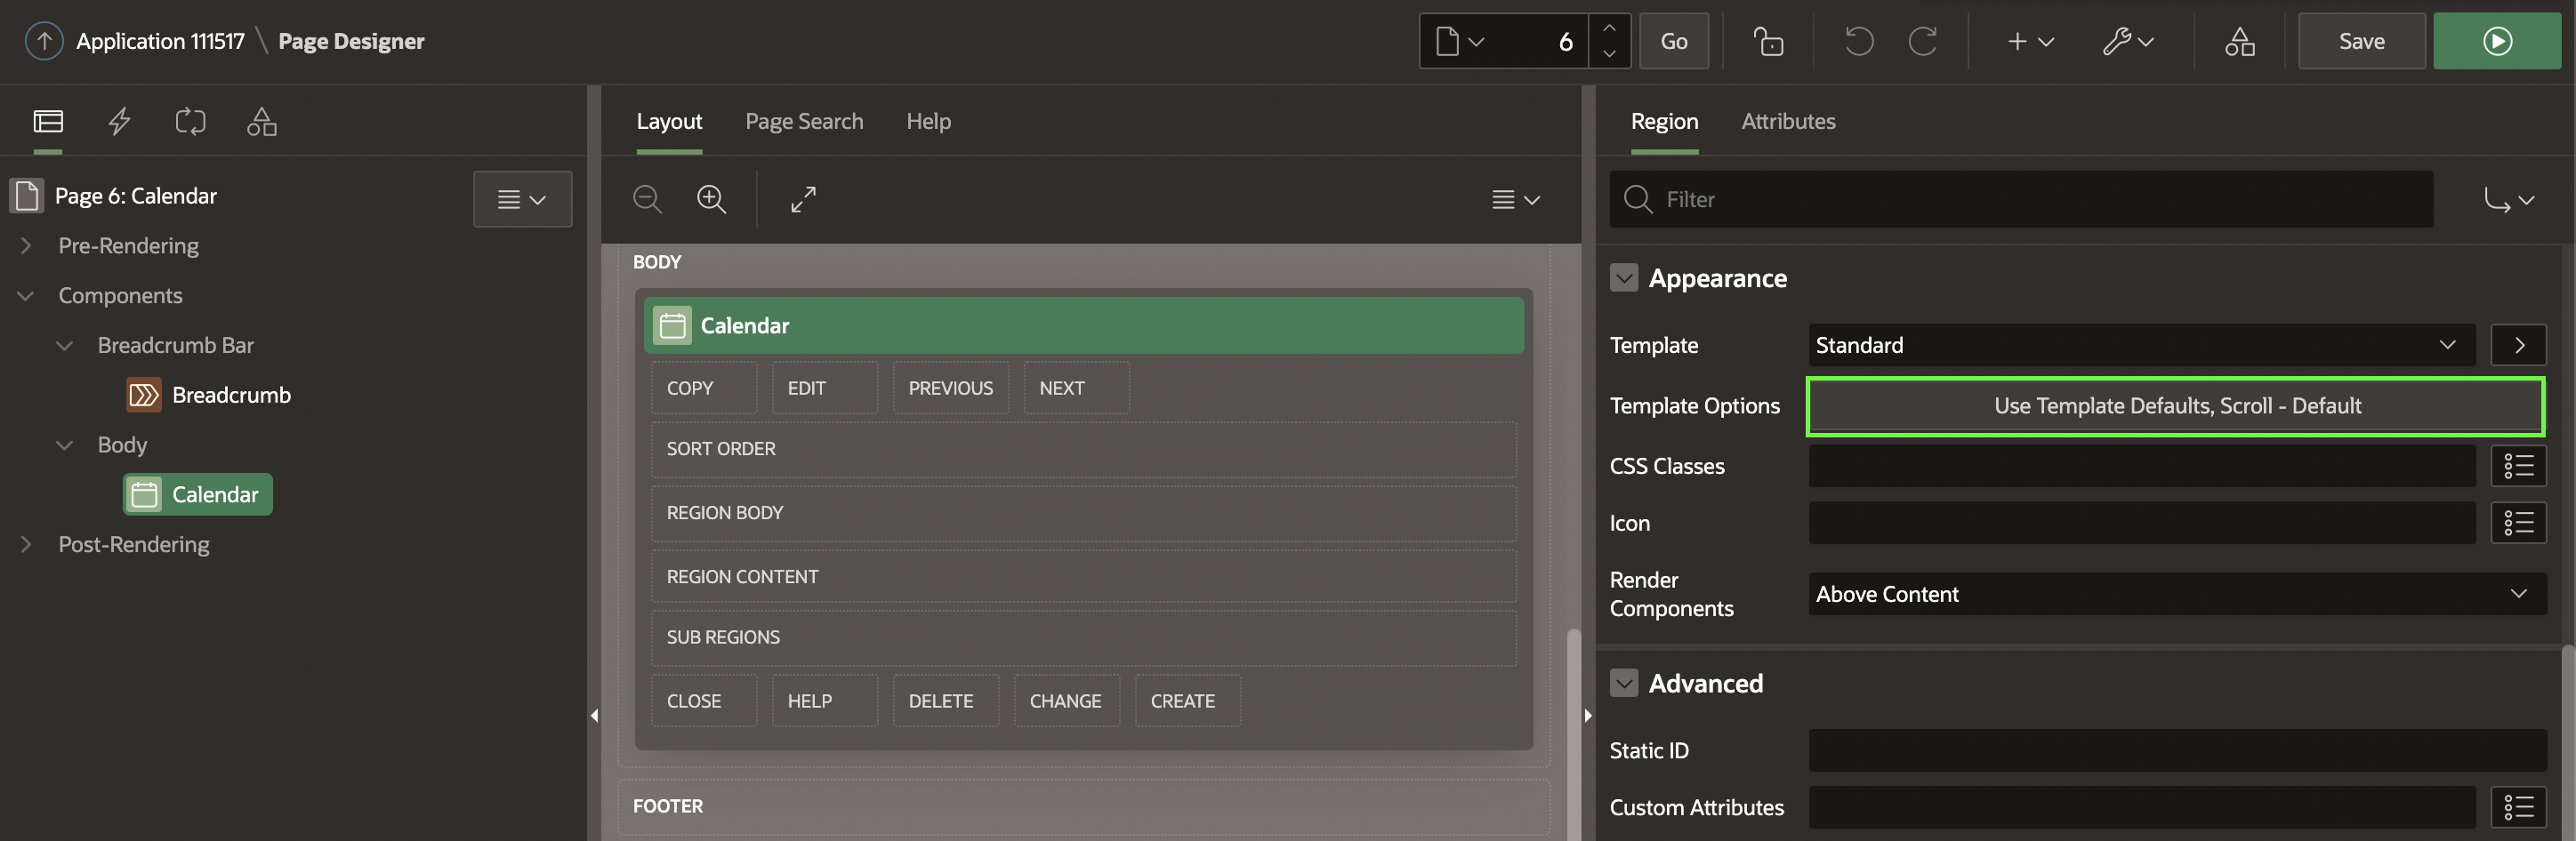 Application 111517 \ Page Designer
6
Go
Save
Layout
Page Search
Help
Region
Attributes
Page 6: Calendar
Pre-Rendering
Components
Breadcrumb Bar
Breadcrumb
Body
Calendar
Post-Rendering
BODY
Calendar
COPY
EDIT
PREVIOUS
NEXT
SORT ORDER
REGION BODY
REGION CONTENT
SUB REGIONS
CLOSE
HELP
DELETE
CHANGE
CREATE
FOOTER
Filter
Appearance
Template
Standard
Template Options
Use Template Defaults, Scroll - Default
CSS Classes
Icon
Render
Components
Above Content
Advanced
Static ID
Custom Attributes